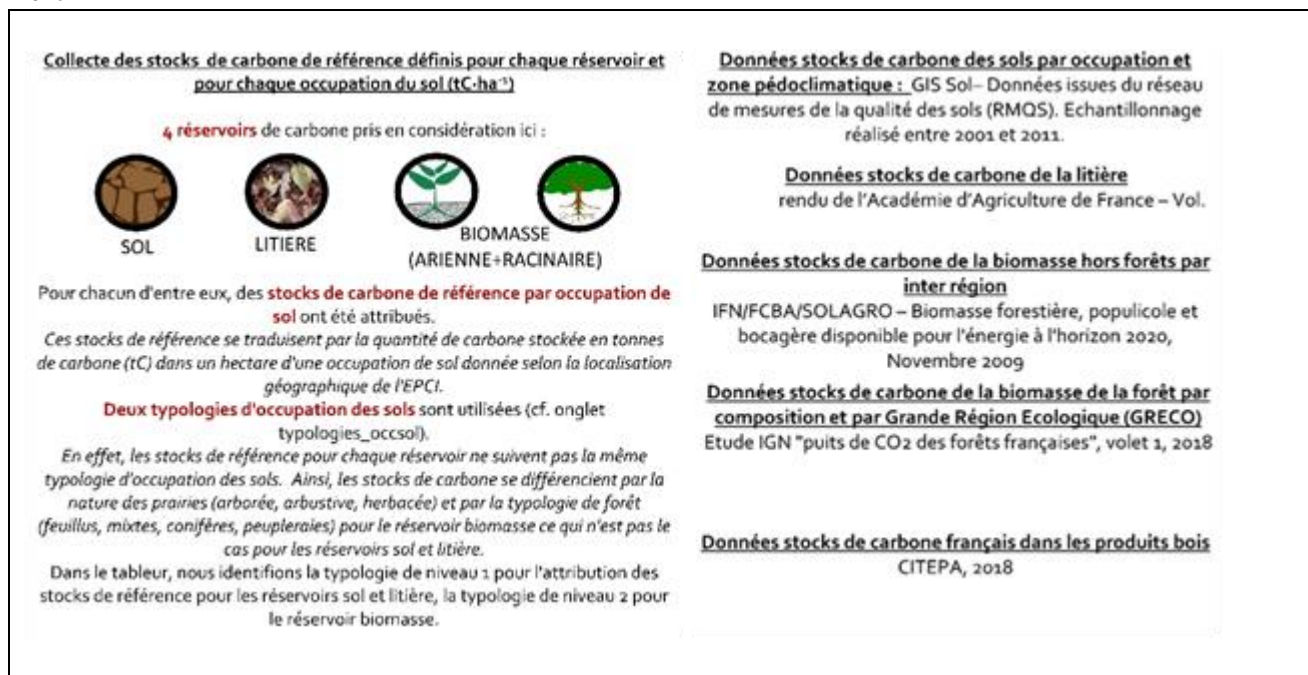 Collecte des stocks de carbone de référence définis pour chaque réservoir et
pour chaque occupation du sol (tC·ha⁻¹)
4 réservoirs de carbone pris en considération ici :
SOL
LITIERE
BIOMASSE
(ARIENNE+RACINAIRE)
Pour chacun d'entre eux, des stocks de carbone de référence par occupation de
sol ont été attribués.
Ces stocks de référence se traduisent par la quantité de carbone stockée en tonnes
de carbone (tC) dans un hectare d'une occupation de sol donnée selon la localisation
géographique de l'EPCI.
Deux typologies d'occupation des sols sont utilisées (cf. onglet
typologies_occsol).
En effet, les stocks de référence pour chaque réservoir ne suivent pas la même
typologie d'occupation des sols. Ainsi, les stocks de carbone se différencient par la
nature des prairies (arborée, arbustive, herbacée) et par la typologie de forêt
(feuillus, mixtes, conifères, peupleraies) pour le réservoir biomasse ce qui n'est pas le
cas pour les réservoirs sol et litière.
Dans le tableur, nous identifions la typologie de niveau 1 pour l'attribution des
stocks de référence pour les réservoirs sol et litière, la typologie de niveau 2 pour
le réservoir biomasse.
Données stocks de carbone des sols par occupation et
zone pédoclimatique : GIS Sol– Données issues du réseau
de mesures de la qualité des sols (RMQS). Echantillonnage
réalisé entre 2001 et 2011.
Données stocks de carbone de la litière
rendu de l'Académie d'Agriculture de France – Vol.
Données stocks de carbone de la biomasse hors forêts par
inter région
IFN/FCBA/SOLAGRO – Biomasse forestière, populicole et
bocagère disponible pour l'énergie à l'horizon 2020,
Novembre 2009
Données stocks de carbone de la biomasse de la forêt par
composition et par Grande Région Ecologique (GRECO)
Etude IGN "puits de CO2 des forêts françaises", volet 1, 2018
Données stocks de carbone français dans les produits bois
CITEPA, 2018